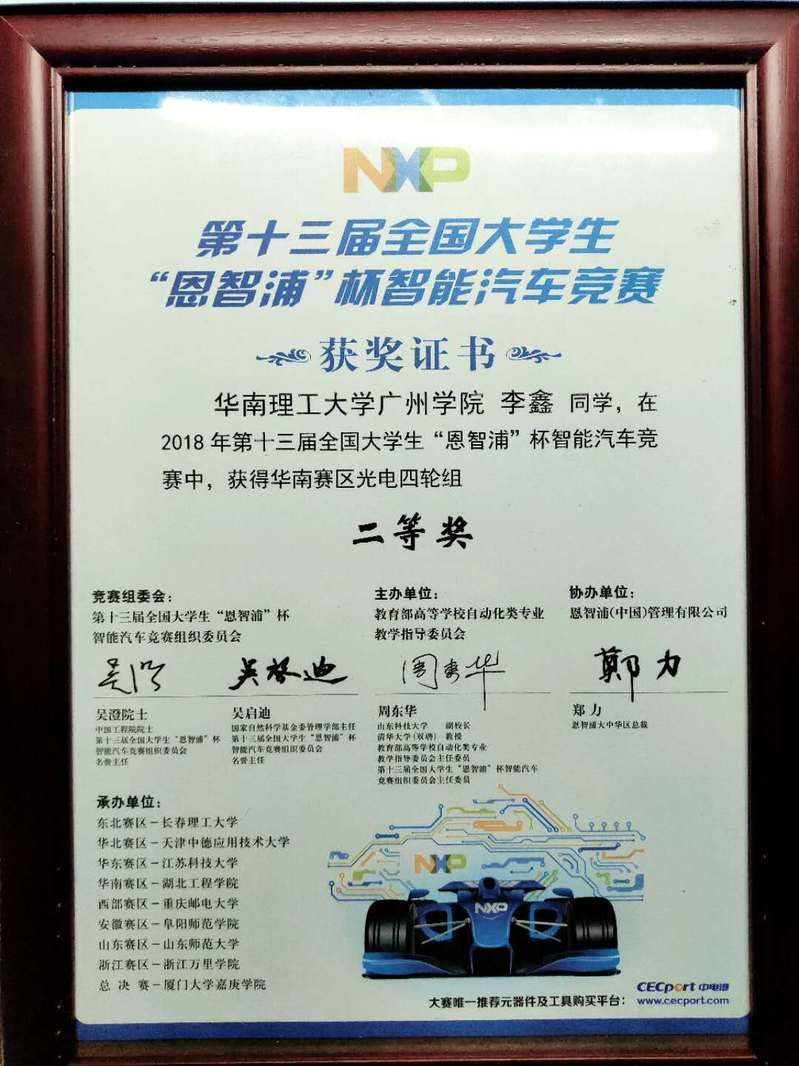 NXP
第十三届全国大学生
“恩智浦”杯智能汽车竞赛
获奖证书
华南理工大学广州学院 李鑫 同学，在
2018年第十三届全国大学生“恩智浦”杯智能汽车竞
赛中，获得华南赛区光电四轮组
二等奖
竞赛组委会：
第十三届全国大学生“恩智浦”杯
智能汽车竞赛组织委员会
主办单位：
教育部高等学校自动化类专业
教学指导委员会
协办单位：
恩智浦(中国)管理有限公司
吴澄
吴启迪
周东华
郑力
吴澄院士
中国工程院院士
第十三届全国大学生“恩智浦”杯
智能汽车竞赛组织委员会
名誉主任
吴启迪
国家自然科学基金委管理学部主任
第十三届全国大学生“恩智浦”杯
智能汽车竞赛组织委员会
名誉主任
周东华
山东科技大学 副校长
清华大学(双聘) 教授
教育部高等学校自动化类专业
教学指导委员会主任委员
第十三届全国大学生“恩智浦”杯智能汽车
竞赛组织委员会主任委员
郑 力
恩智浦大中华区总裁
承办单位：
东北赛区－长春理工大学
华北赛区－天津中德应用技术大学
华东赛区－江苏科技大学
华南赛区－湖北工程学院
西部赛区－重庆邮电大学
安徽赛区－阜阳师范学院
山东赛区－山东师范大学
浙江赛区－浙江万里学院
总 决 赛－厦门大学嘉庚学院
NXP
NXP
大赛唯一推荐元器件及工具购买平台：
CECport 中电港
www.cecport.com